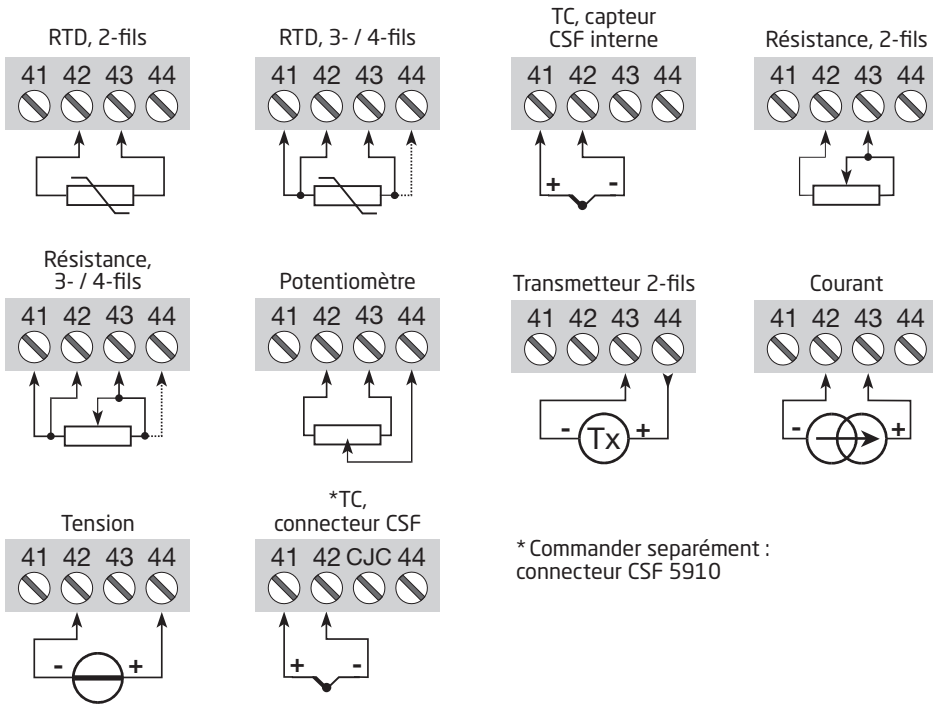 RTD, 2-fils
41 42 43 44
RTD, 3- / 4-fils
41 42 43 44
TC, capteur
CSF interne
41 42 43 44
+ -
Résistance, 2-fils
41 42 43 44
Résistance,
3- / 4-fils
41 42 43 44
Potentiomètre
41 42 43 44
Transmetteur 2-fils
41 42 43 44
- Tx +
Courant
41 42 43 44
- +
Tension
41 42 43 44
- +
*TC,
connecteur CSF
41 42 CJC 44
+ -
* Commander separément :
connecteur CSF 5910